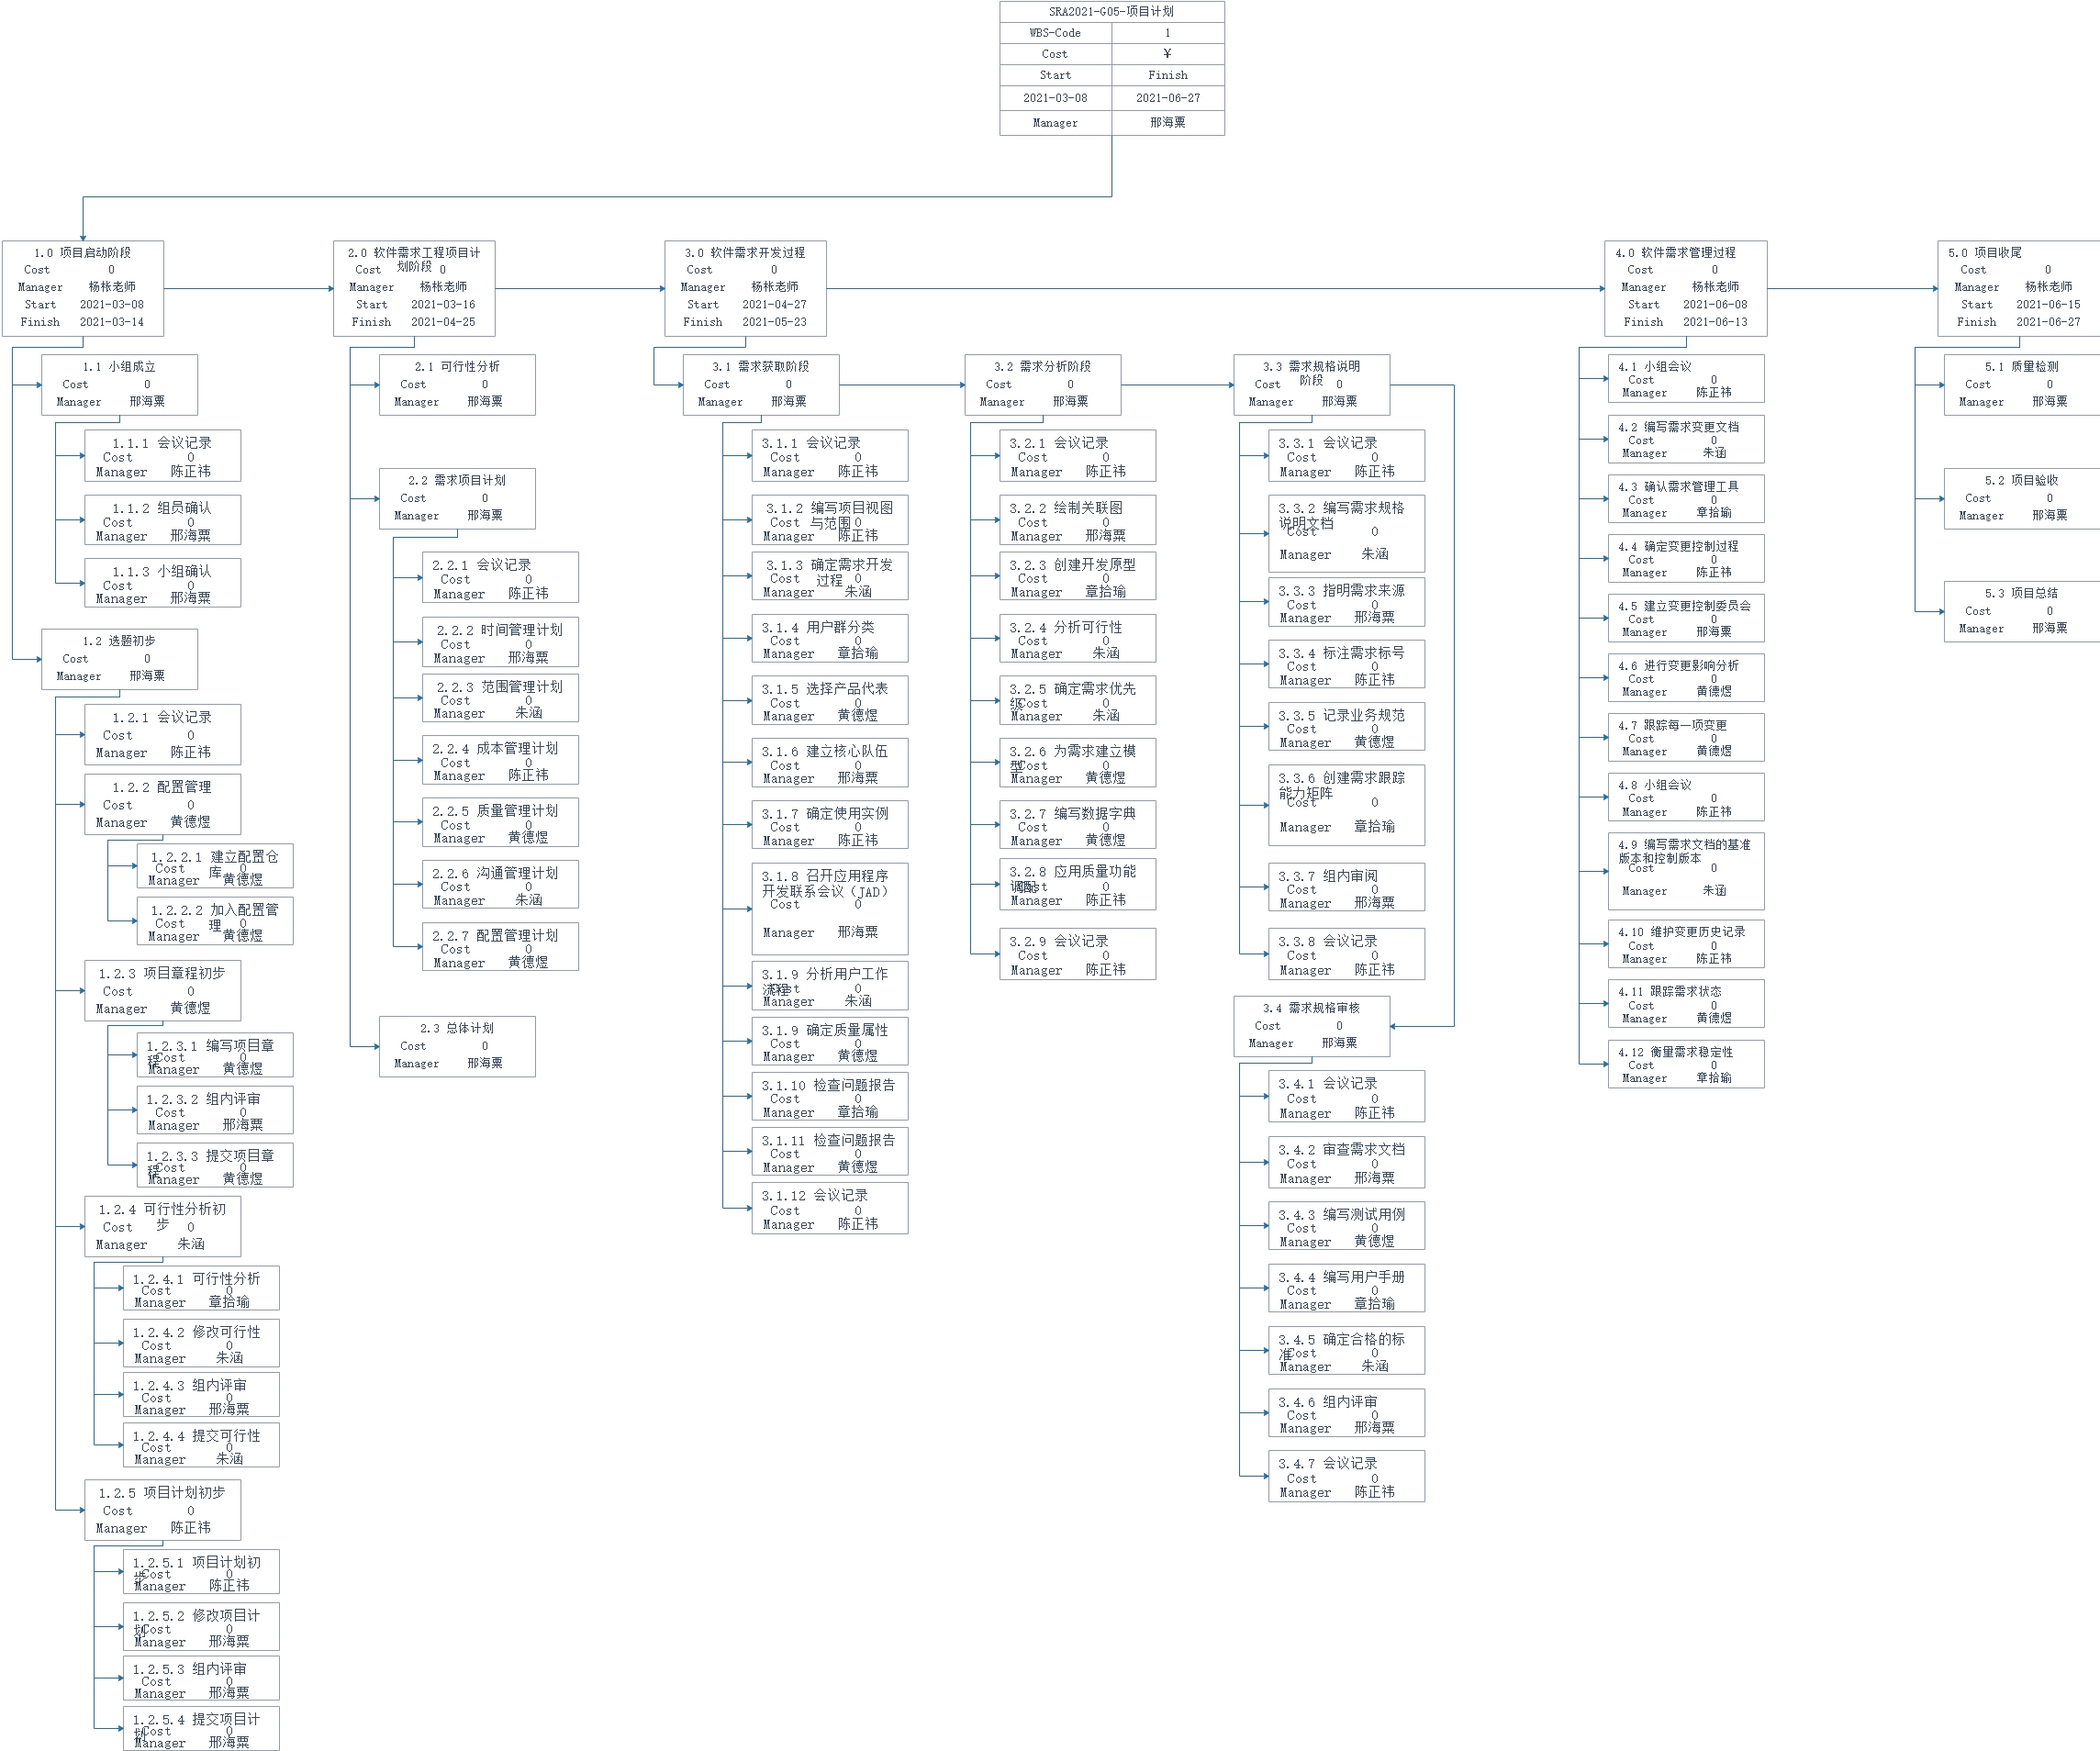 SRA2021-G05-项目计划
WBS-Code 1
Cost ¥
Start Finish
2021-03-08 2021-06-27
Manager 邢海粟
1.0 项目启动阶段
Cost 0
Manager 杨枨老师
Start 2021-03-08
Finish 2021-03-14
1.1 小组成立
Cost 0
Manager 邢海粟
1.1.1 会议记录
Cost 0
Manager 陈正祎
1.1.2 组员确认
Cost 0
Manager 邢海粟
1.1.3 小组确认
Cost 0
Manager 邢海粟
1.2 选题初步
Cost 0
Manager 邢海粟
1.2.1 会议记录
Cost 0
Manager 陈正祎
1.2.2 配置管理
Cost 0
Manager 黄德煜
1.2.2.1 建立配置仓
库
Cost 0
Manager 黄德煜
1.2.2.2 加入配置管
理
Cost 0
Manager 黄德煜
1.2.3 项目章程初步
Cost 0
Manager 黄德煜
1.2.3.1 编写项目章
程
Cost 0
Manager 黄德煜
1.2.3.2 组内评审
Cost 0
Manager 邢海粟
1.2.3.3 提交项目章
程
Cost 0
Manager 黄德煜
1.2.4 可行性分析初
步
Cost 0
Manager 朱涵
1.2.4.1 可行性分析
Cost 0
Manager 章拾瑜
1.2.4.2 修改可行性
Cost 0
Manager 朱涵
1.2.4.3 组内评审
Cost 0
Manager 邢海粟
1.2.4.4 提交可行性
Cost 0
Manager 朱涵
1.2.5 项目计划初步
Cost 0
Manager 陈正祎
1.2.5.1 项目计划初
步
Cost 0
Manager 陈正祎
1.2.5.2 修改项目计
划
Cost 0
Manager 邢海粟
1.2.5.3 组内评审
Cost 0
Manager 邢海粟
1.2.5.4 提交项目计
划
Cost 0
Manager 邢海粟
2.0 软件需求工程项目计
划阶段
Cost 0
Manager 杨枨老师
Start 2021-03-16
Finish 2021-04-25
2.1 可行性分析
Cost 0
Manager 邢海粟
2.2 需求项目计划
Cost 0
Manager 邢海粟
2.2.1 会议记录
Cost 0
Manager 陈正祎
2.2.2 时间管理计划
Cost 0
Manager 邢海粟
2.2.3 范围管理计划
Cost 0
Manager 朱涵
2.2.4 成本管理计划
Cost 0
Manager 陈正祎
2.2.5 质量管理计划
Cost 0
Manager 黄德煜
2.2.6 沟通管理计划
Cost 0
Manager 朱涵
2.2.7 配置管理计划
Cost 0
Manager 黄德煜
2.3 总体计划
Cost 0
Manager 邢海粟
3.0 软件需求开发过程
Cost 0
Manager 杨枨老师
Start 2021-04-27
Finish 2021-05-23
3.1 需求获取阶段
Cost 0
Manager 邢海粟
3.1.1 会议记录
Cost 0
Manager 陈正祎
3.1.2 编写项目视图
与范围
Cost 0
Manager 陈正祎
3.1.3 确定需求开发
过程
Cost 0
Manager 朱涵
3.1.4 用户群分类
Cost 0
Manager 章拾瑜
3.1.5 选择产品代表
Cost 0
Manager 黄德煜
3.1.6 建立核心队伍
Cost 0
Manager 邢海粟
3.1.7 确定使用实例
Cost 0
Manager 陈正祎
3.1.8 召开应用程序
开发联系会议（JAD）
Cost 0
Manager 邢海粟
3.1.9 分析用户工作
流程
Cost 0
Manager 朱涵
3.1.9 确定质量属性
Cost 0
Manager 黄德煜
3.1.10 检查问题报告
Cost 0
Manager 章拾瑜
3.1.11 检查问题报告
Cost 0
Manager 黄德煜
3.1.12 会议记录
Cost 0
Manager 陈正祎
3.2 需求分析阶段
Cost 0
Manager 邢海粟
3.2.1 会议记录
Cost 0
Manager 陈正祎
3.2.2 绘制关联图
Cost 0
Manager 邢海粟
3.2.3 创建开发原型
Cost 0
Manager 章拾瑜
3.2.4 分析可行性
Cost 0
Manager 朱涵
3.2.5 确定需求优先
级
Cost 0
Manager 朱涵
3.2.6 为需求建立模
型
Cost 0
Manager 黄德煜
3.2.7 编写数据字典
Cost 0
Manager 黄德煜
3.2.8 应用质量功能
调配
Cost 0
Manager 陈正祎
3.2.9 会议记录
Cost 0
Manager 陈正祎
3.3 需求规格说明
阶段
Cost 0
Manager 邢海粟
3.3.1 会议记录
Cost 0
Manager 陈正祎
3.3.2 编写需求规格
说明文档
Cost 0
Manager 朱涵
3.3.3 指明需求来源
Cost 0
Manager 邢海粟
3.3.4 标注需求标号
Cost 0
Manager 陈正祎
3.3.5 记录业务规范
Cost 0
Manager 黄德煜
3.3.6 创建需求跟踪
能力矩阵
Cost 0
Manager 章拾瑜
3.3.7 组内审阅
Cost 0
Manager 邢海粟
3.3.8 会议记录
Cost 0
Manager 陈正祎
3.4 需求规格审核
Cost 0
Manager 邢海粟
3.4.1 会议记录
Cost 0
Manager 陈正祎
3.4.2 审查需求文档
Cost 0
Manager 邢海粟
3.4.3 编写测试用例
Cost 0
Manager 黄德煜
3.4.4 编写用户手册
Cost 0
Manager 章拾瑜
3.4.5 确定合格的标
准
Cost 0
Manager 朱涵
3.4.6 组内评审
Cost 0
Manager 邢海粟
3.4.7 会议记录
Cost 0
Manager 陈正祎
4.0 软件需求管理过程
Cost 0
Manager 杨枨老师
Start 2021-06-08
Finish 2021-06-13
4.1 小组会议
Cost 0
Manager 陈正祎
4.2 编写需求变更文档
Cost 0
Manager 朱涵
4.3 确认需求管理工具
Cost 0
Manager 章拾瑜
4.4 确定变更控制过程
Cost 0
Manager 陈正祎
4.5 建立变更控制委员会
Cost 0
Manager 邢海粟
4.6 进行变更影响分析
Cost 0
Manager 黄德煜
4.7 跟踪每一项变更
Cost 0
Manager 黄德煜
4.8 小组会议
Cost 0
Manager 陈正祎
4.9 编写需求文档的基准
版本和控制版本
Cost 0
Manager 朱涵
4.10 维护变更历史记录
Cost 0
Manager 陈正祎
4.11 跟踪需求状态
Cost 0
Manager 黄德煜
4.12 衡量需求稳定性
Cost 0
Manager 章拾瑜
5.0 项目收尾
Cost 0
Manager 杨枨老师
Start 2021-06-15
Finish 2021-06-27
5.1 质量检测
Cost 0
Manager 邢海粟
5.2 项目验收
Cost 0
Manager 邢海粟
5.3 项目总结
Cost 0
Manager 邢海粟